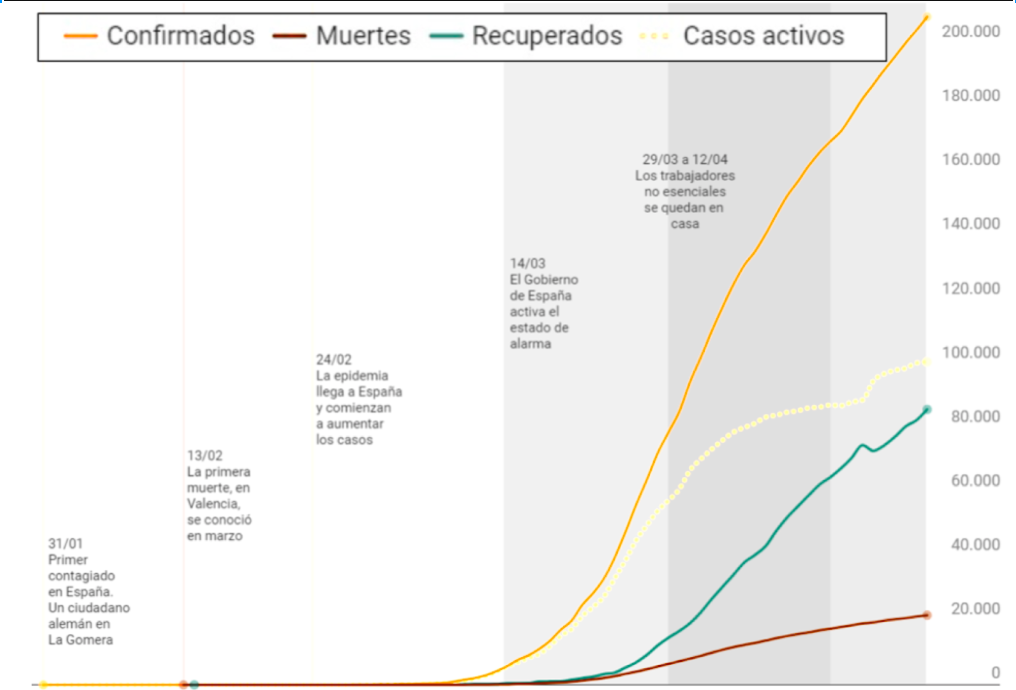 Confirmados Muertes Recuperados Casos activos
200.000
180.000
160.000
140.000
120.000
100.000
80.000
60.000
40.000
20.000
0
29/03 a 12/04
Los trabajadores
no esenciales
se quedan en
casa
14/03
El Gobierno
de España
activa el
estado de
alarma
24/02
La epidemia
llega a España
y comienzan
a aumentar
los casos
13/02
La primera
muerte, en
Valencia,
se conoció
en marzo
31/01
Primer
contagiado
en España.
Un ciudadano
alemán en
La Gomera